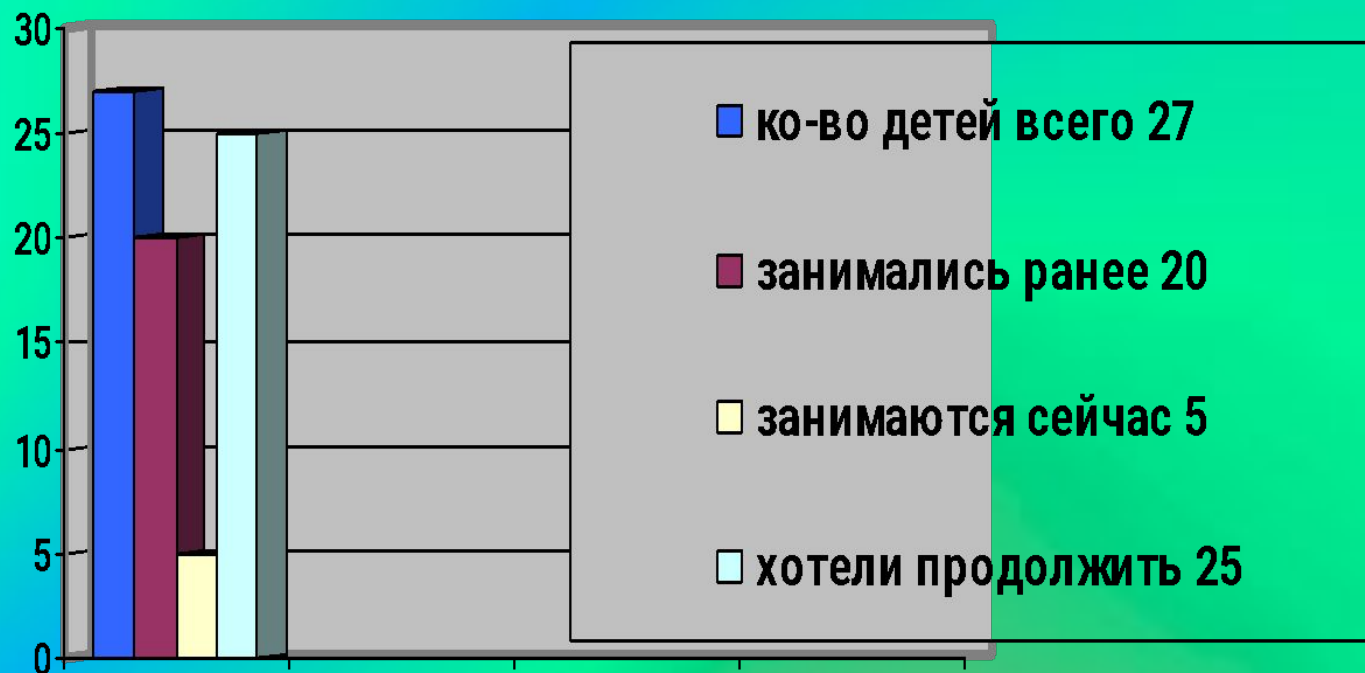 30
25
20
15
10
5
0
ко-во детей всего 27
занимались ранее 20
занимаются сейчас 5
хотели продолжить 25